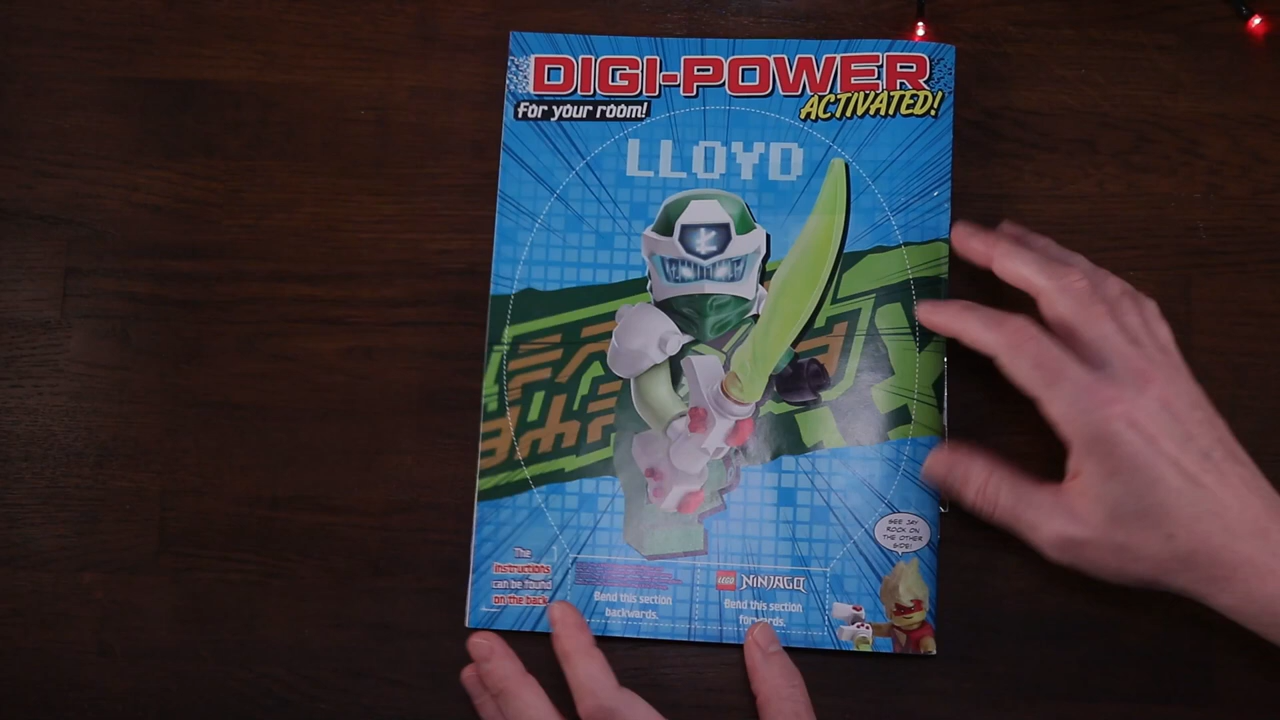 DIGI-POWER
ACTIVATED!
For your room!
LLOYD
SEE JAY
ROCK ON
THE OTHER
SIDE!
The
instructions
can be found
on the back
Bend this section
backwards.
LEGO NINJAGO
Bend this section
forwards.